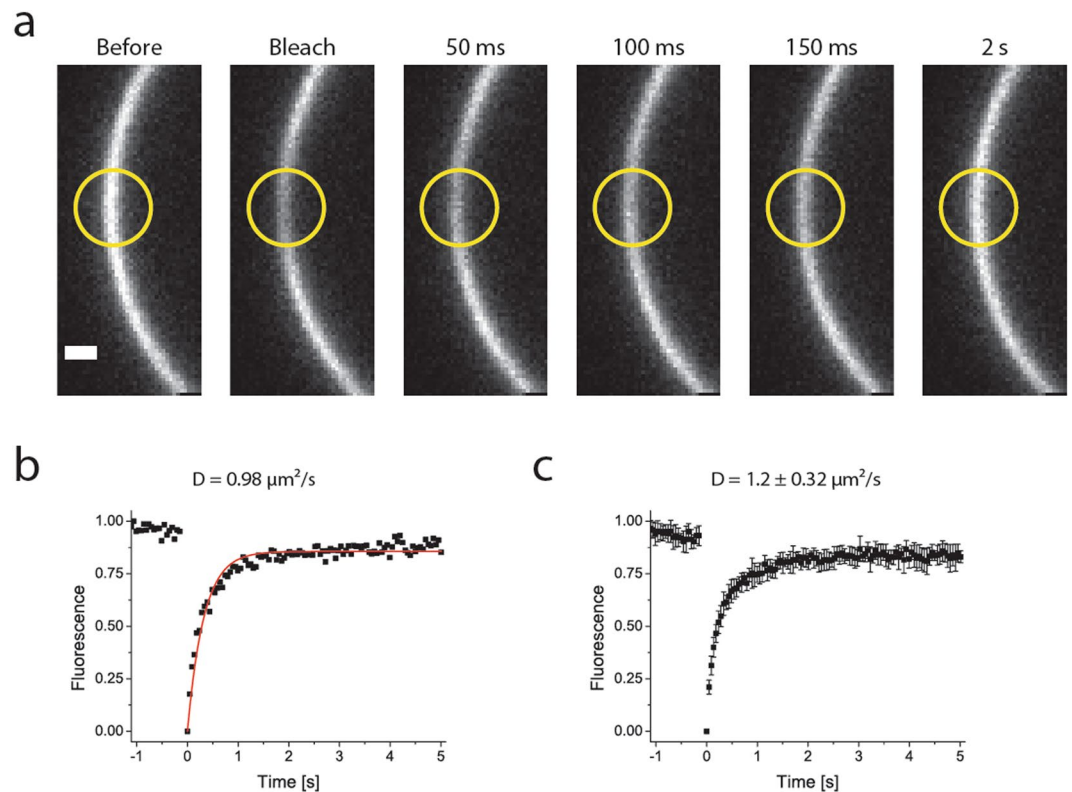 a
Before Bleach 50 ms 100 ms 150 ms 2 s
b
D = 0.98 μm²/s
1.00
0.75
0.50
0.25
0.00
Fluorescence
-1 0 1 2 3 4 5
Time [s]
c
D = 1.2 ± 0.32 μm²/s
1.00
0.75
0.50
0.25
0.00
Fluorescence
-1 0 1 2 3 4 5
Time [s]